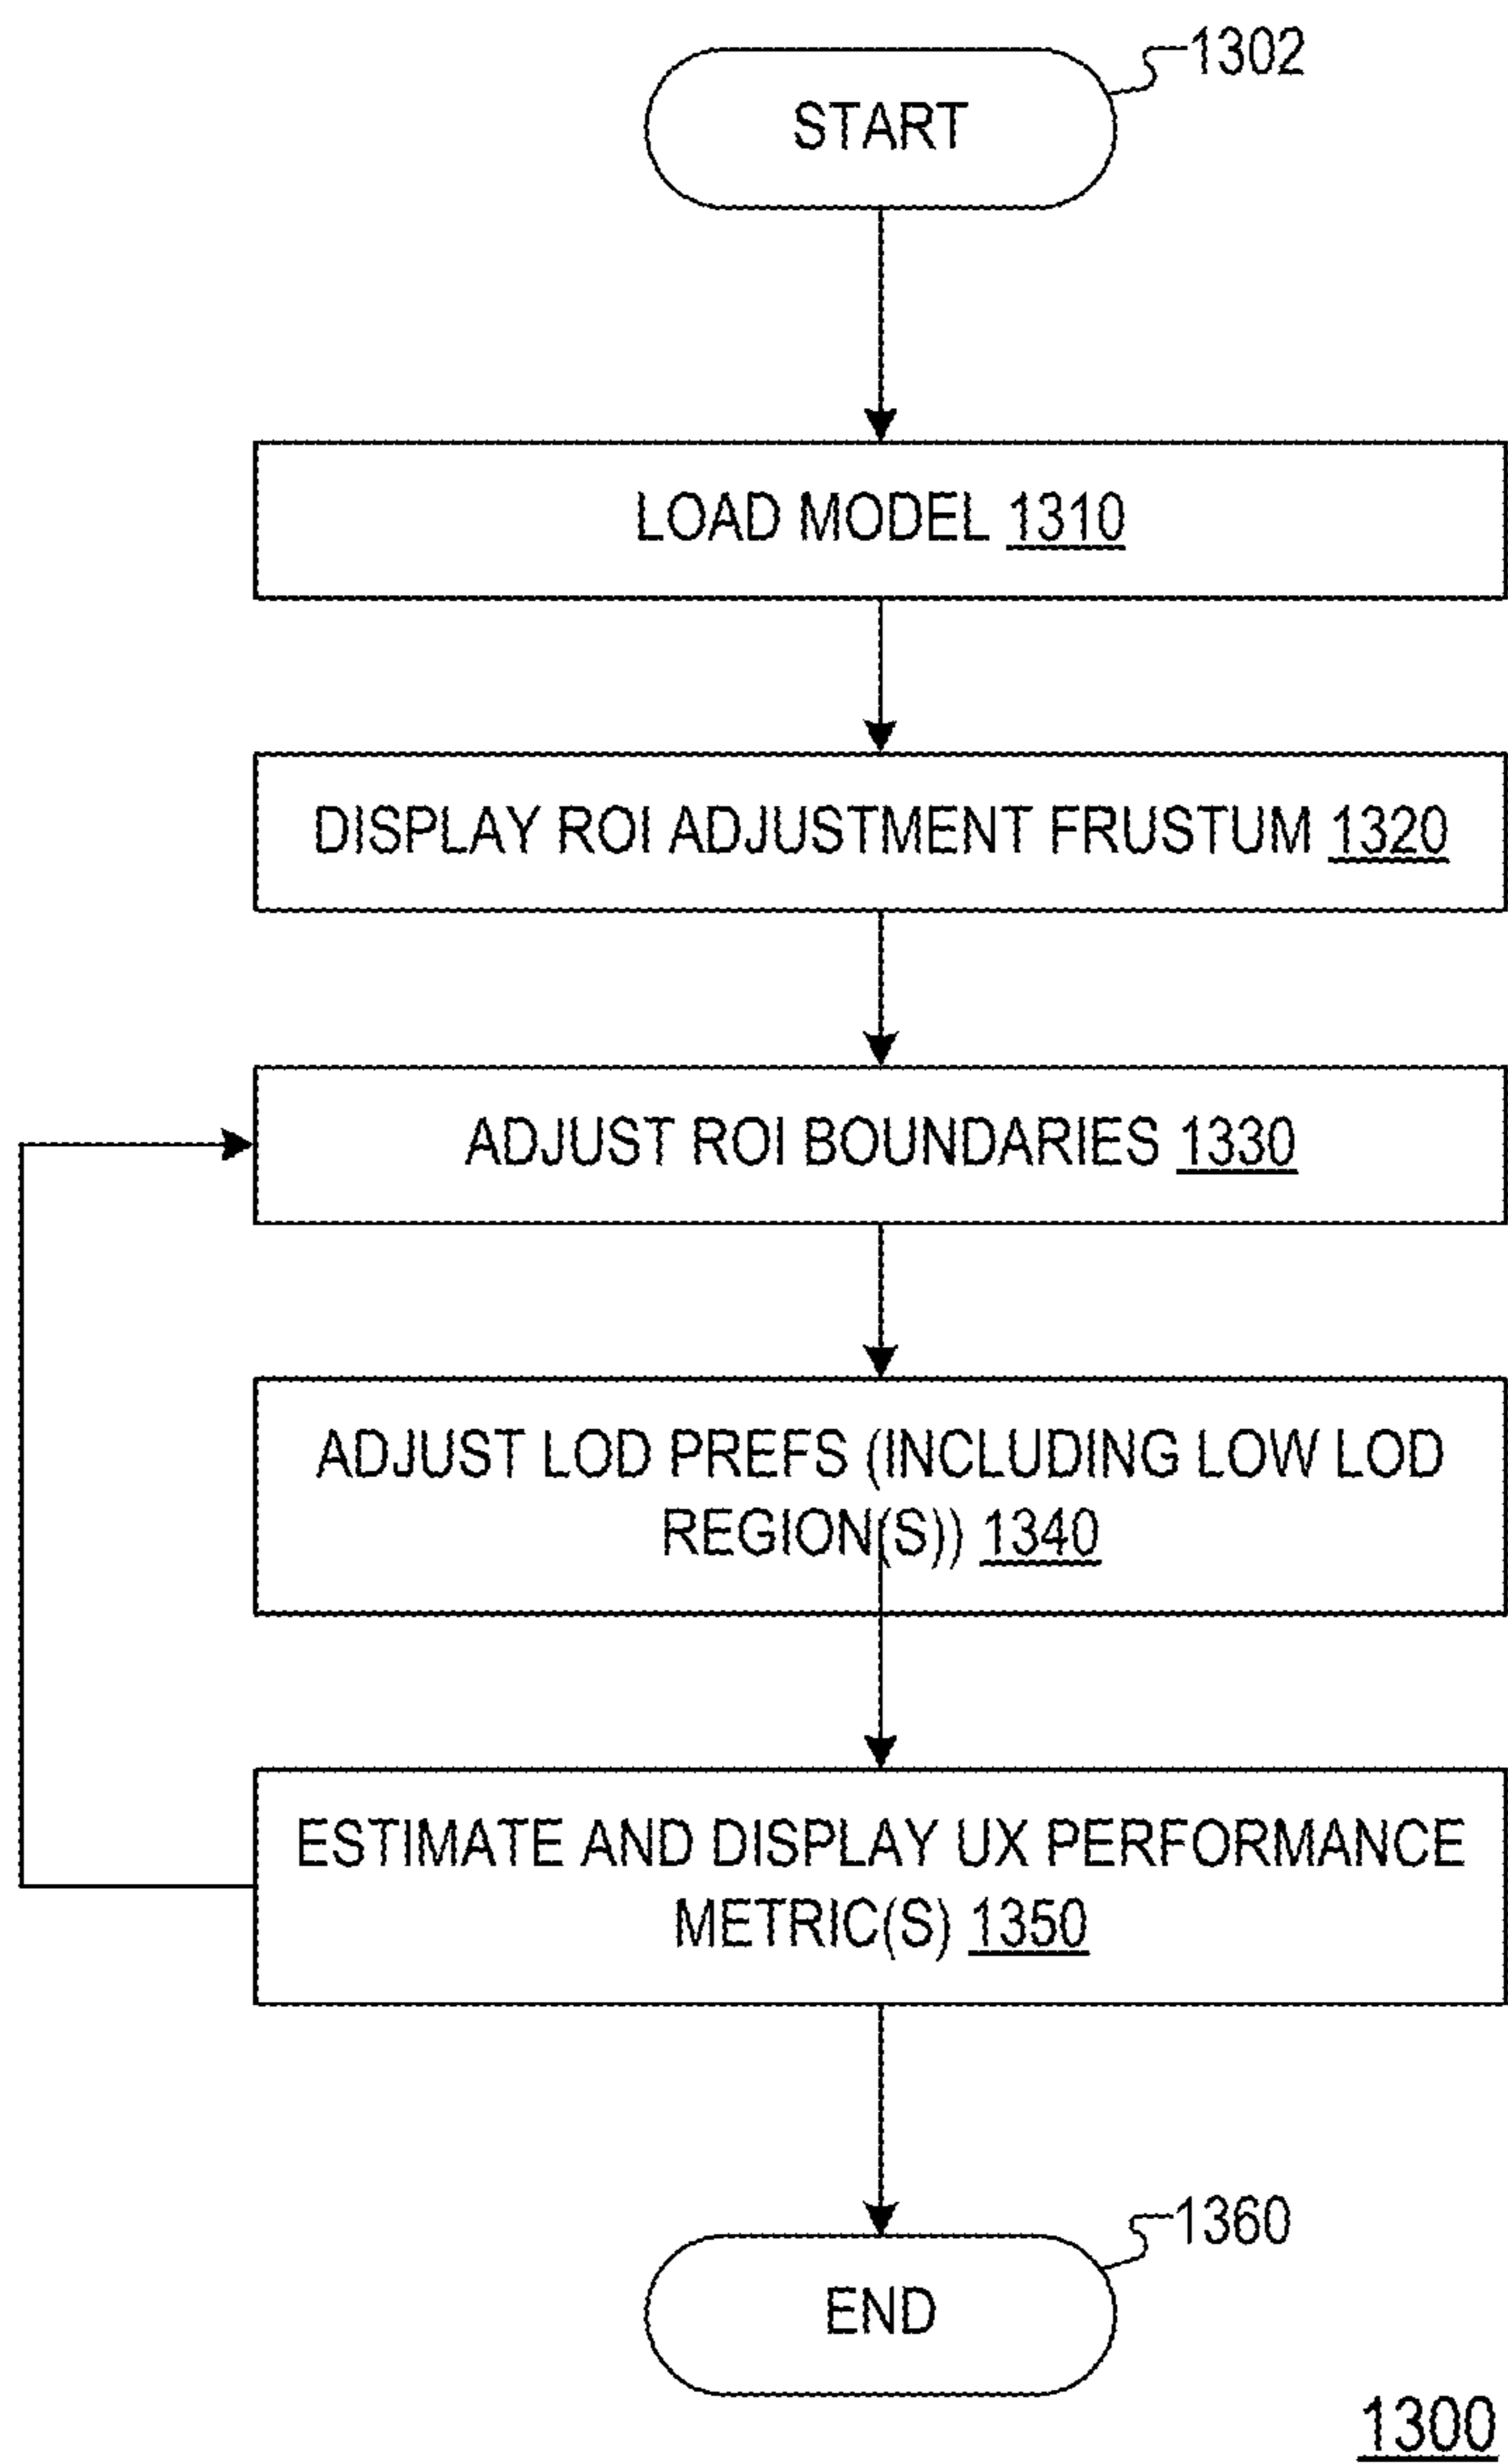 1302
START
LOAD MODEL 1310
DISPLAY ROI ADJUSTMENT FRUSTUM 1320
ADJUST ROI BOUNDARIES 1330
ADJUST LOD PREFS (INCLUDING LOW LOD
REGION(S)) 1340
ESTIMATE AND DISPLAY UX PERFORMANCE
METRIC(S) 1350
1360
END
1300